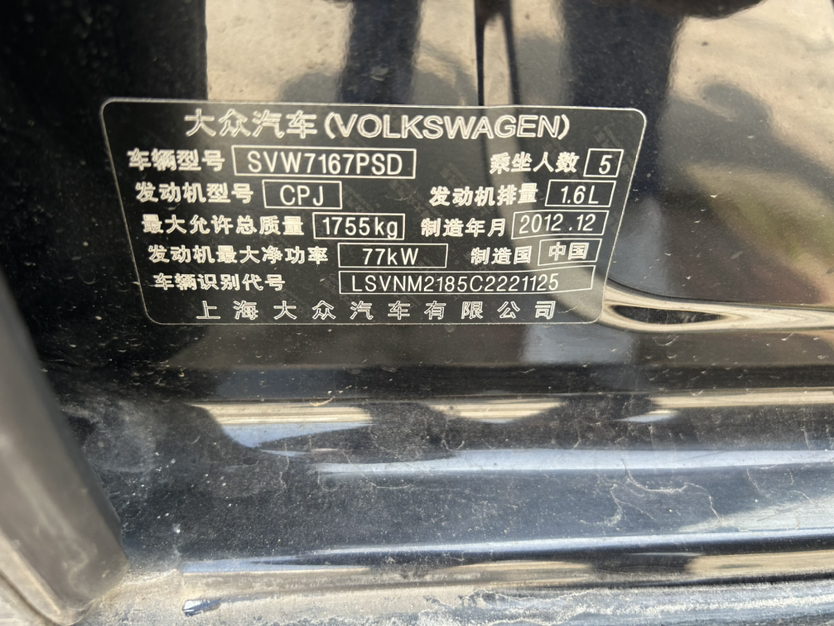 大众汽车(VOLKSWAGEN)
车辆型号 SVW7167PSD 乘坐人数 5
发动机型号 CPJ 发动机排量 1.6L
最大允许总质量 1755kg 制造年月 2012.12
发动机最大净功率 77kW 制造国 中国
车辆识别代号 LSVNM2185C2221125
上海大众汽车有限公司